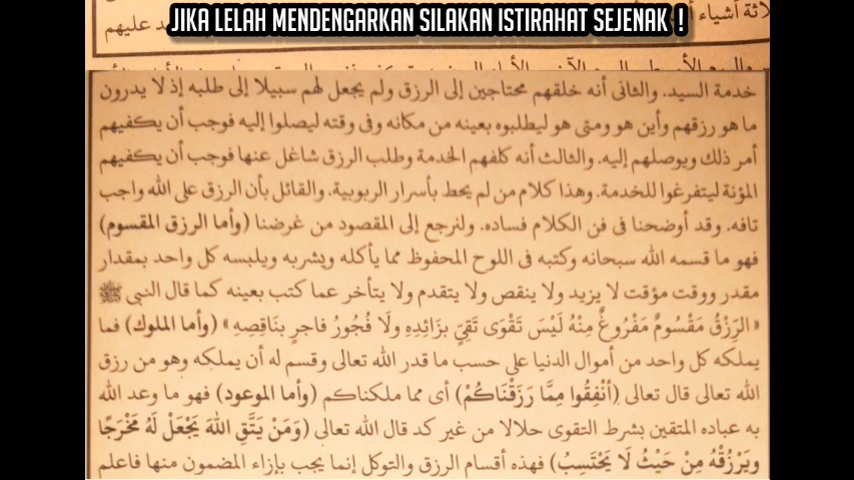 لاثة أشياء
JIKA LELAH MENDENGARKAN SILAKAN ISTIRAHAT SEJENAK !
عليهم
خدمة السيد. والثانى أنه خلقهم محتاجين إلى الرزق ولم يجعل لهم سبيلا إلى طلبه إذ لا يدرون
ما هو رزقهم وأين هو ومتى هو ليطلبوه بعينه من مكانه وفى وقته ليصلوا إليه فوجب أن يكفيهم
أمر ذلك ويوصلهم إليه. والثالث أنه كلفهم الخدمة وطلب الرزق شاغل عنها فوجب أن يكفيهم
المؤنة ليتفرغوا للخدمة. وهذا كلام من لم يحط بأسرار الربوبية. والقائل بأن الرزق على الله واجب
تافه. وقد أوضحنا فى فن الكلام فساده. ولنرجع إلى المقصود من غرضنا (وأما الرزق المقسوم)
فهو ما قسمه الله سبحانه وكتبه فى اللوح المحفوظ مما يأكله ويشربه ويلبسه كل واحد بمقدار
مقدر ووقت مؤقت لا يزيد ولا ينقص ولا يتقدم ولا يتأخر عما كتب بعينه كما قال النبى ﷺ
« الرِّزْقُ مَقْسُومٌ مَفْرُوغٌ مِنْهُ لَيْسَ تَقْوَى تَقِيٍّ بِزَائِدِهِ وَلَا فُجُورُ فَاجِرٍ بِنَاقِصِهِ » (وأما الملوك) فما
يملكه كل واحد من أموال الدنيا على حسب ما قدر الله تعالى وقسم له أن يملكه وهو من رزق
الله تعالى قال تعالى (أَنْفِقُوا مِمَّا رَزَقْنَاكُمْ) أى مما ملكناكم (وأما الموعود) فهو ما وعد الله
به عباده المتقين بشرط التقوى حلالا من غير كد قال الله تعالى (وَمَنْ يَتَّقِ اللهَ يَجْعَلْ لَهُ مَخْرَجًا
وَيَرْزُقْهُ مِنْ حَيْثُ لَا يَحْتَسِبُ) فهذه أقسام الرزق والتوكل إنما يجب بإزاء المضمون منها فاعلم